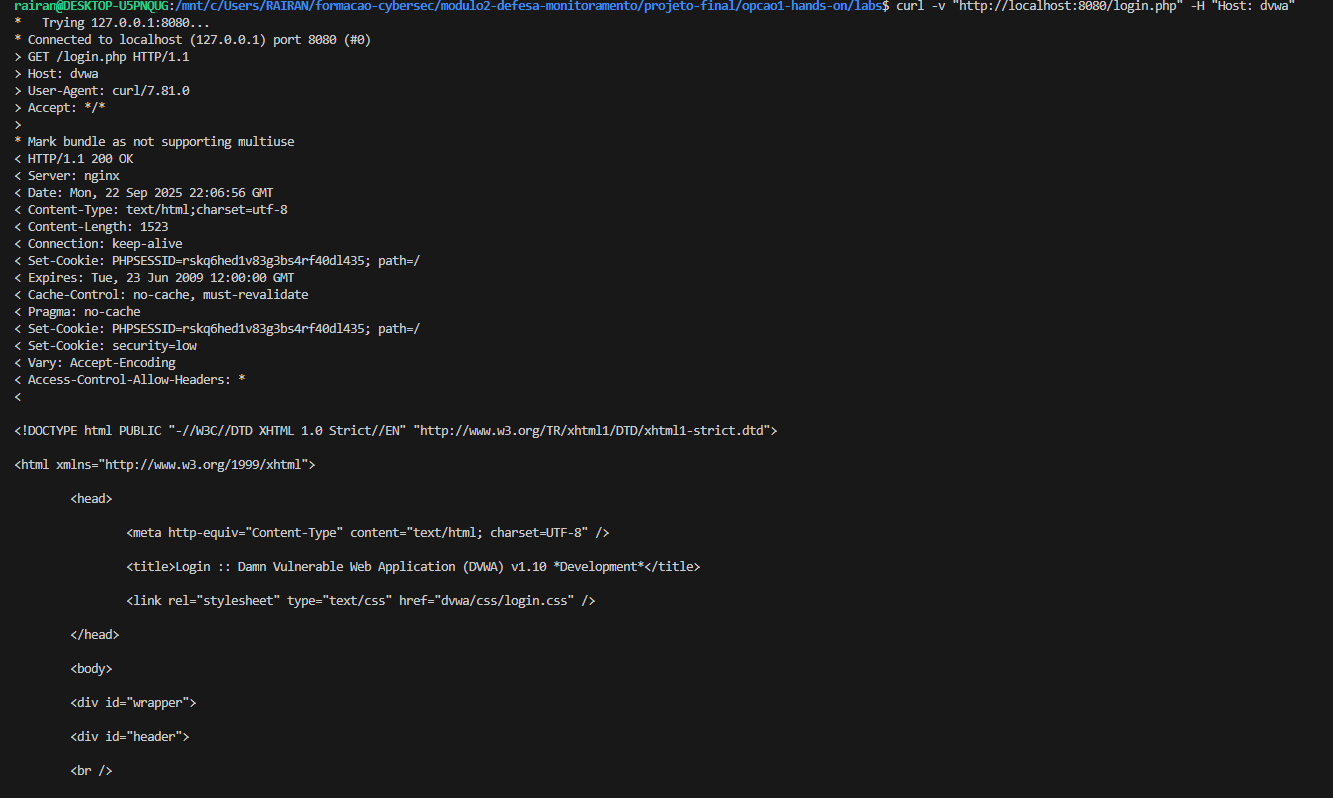 rairan@DESKTOP-U5PNQUG:/mnt/c/Users/RAIRAN/formacao-cybersec/modulo2-defesa-monitoramento/projeto-final/opcao1-hands-on/labs$ curl -v "http://localhost:8080/login.php" -H "Host: dvwa"
*   Trying 127.0.0.1:8080...
* Connected to localhost (127.0.0.1) port 8080 (#0)
> GET /login.php HTTP/1.1
> Host: dvwa
> User-Agent: curl/7.81.0
> Accept: */*
>
* Mark bundle as not supporting multiuse
< HTTP/1.1 200 OK
< Server: nginx
< Date: Mon, 22 Sep 2025 22:06:56 GMT
< Content-Type: text/html;charset=utf-8
< Content-Length: 1523
< Connection: keep-alive
< Set-Cookie: PHPSESSID=rskq6hed1v83g3bs4rf40dl435; path=/
< Expires: Tue, 23 Jun 2009 12:00:00 GMT
< Cache-Control: no-cache, must-revalidate
< Pragma: no-cache
< Set-Cookie: PHPSESSID=rskq6hed1v83g3bs4rf40dl435; path=/
< Set-Cookie: security=low
< Vary: Accept-Encoding
< Access-Control-Allow-Headers: *
<
<!DOCTYPE html PUBLIC "-//W3C//DTD XHTML 1.0 Strict//EN" "http://www.w3.org/TR/xhtml1/DTD/xhtml1-strict.dtd">
<html xmlns="http://www.w3.org/1999/xhtml">
<head>
<meta http-equiv="Content-Type" content="text/html; charset=UTF-8" />
<title>Login :: Damn Vulnerable Web Application (DVWA) v1.10 *Development*</title>
<link rel="stylesheet" type="text/css" href="dvwa/css/login.css" />
</head>
<body>
<div id="wrapper">
<div id="header">
<br />